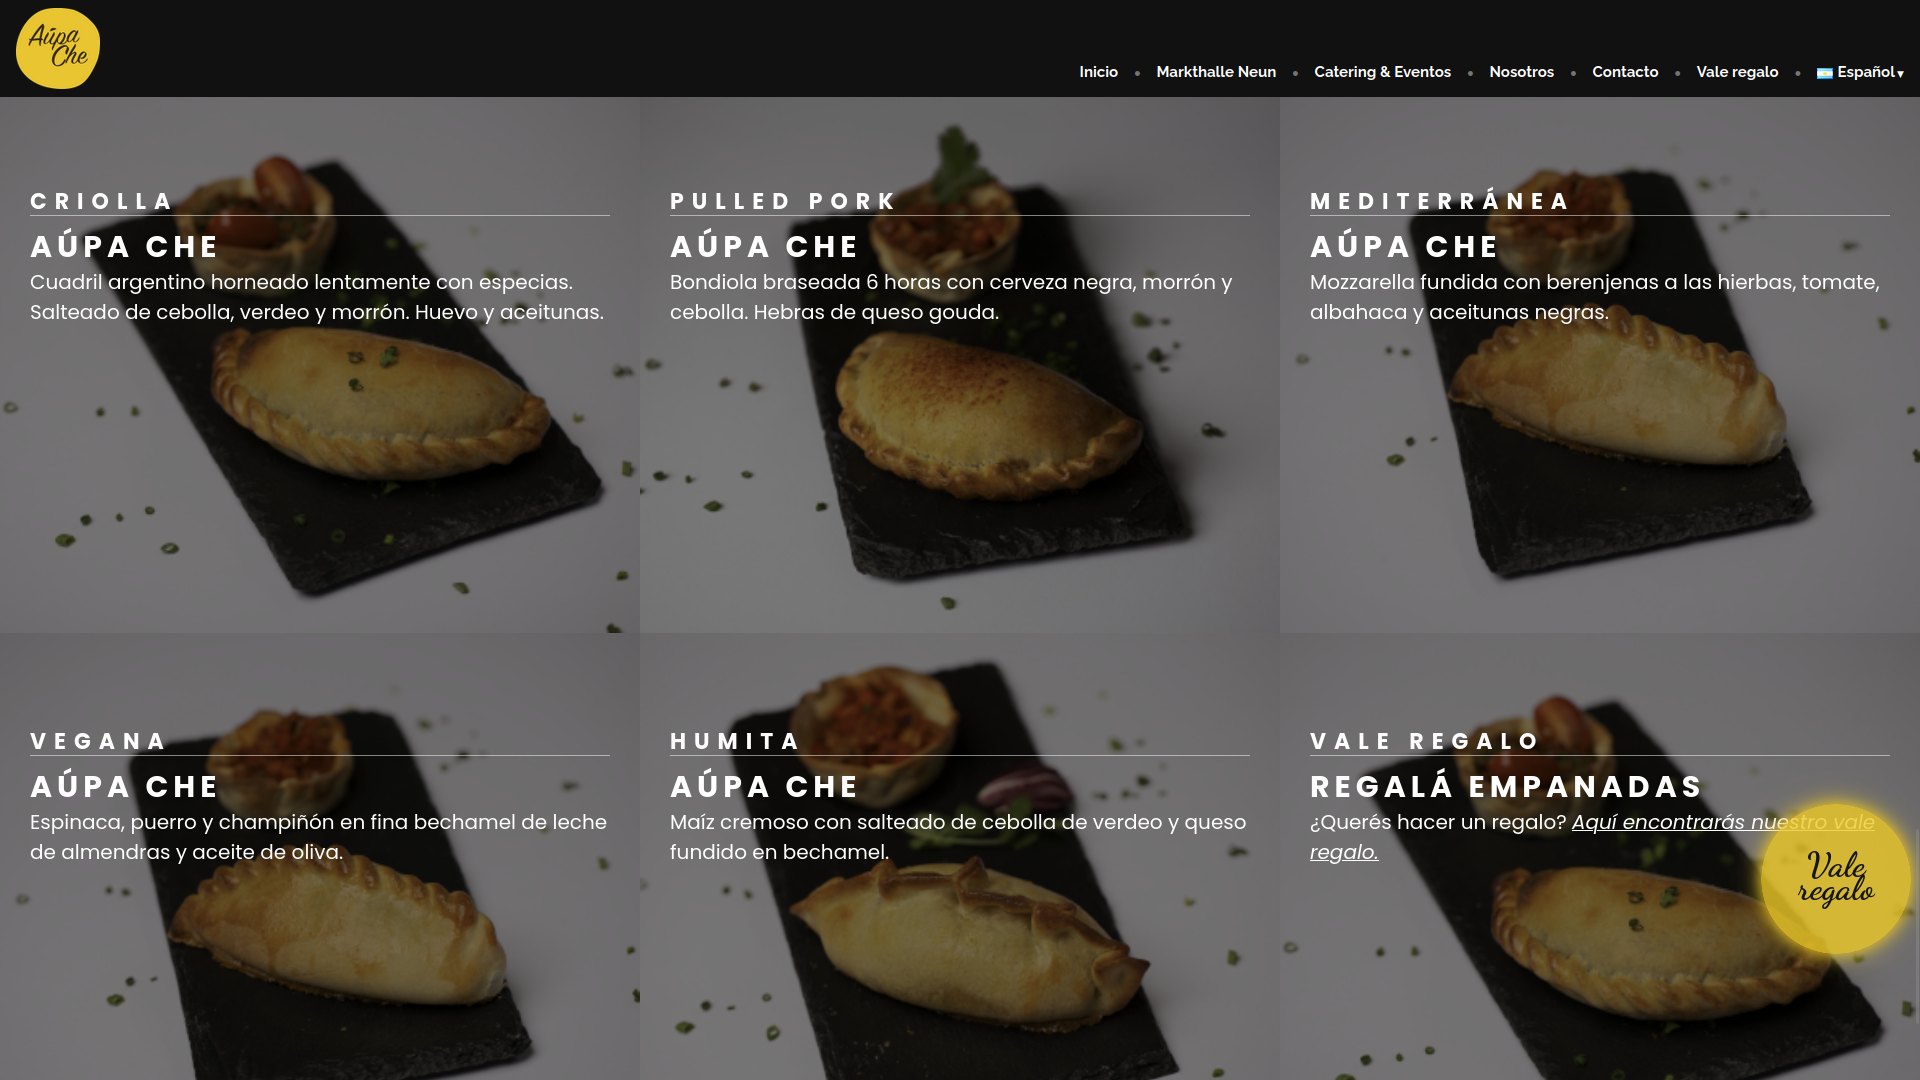 Aúpa
Che
Inicio • Markthalle Neun • Catering & Eventos • Nosotros • Contacto • Vale regalo • Español ▾
CRIOLLA
AÚPA CHE
Cuadril argentino horneado lentamente con especias.
Salteado de cebolla, verdeo y morrón. Huevo y aceitunas.
PULLED PORK
AÚPA CHE
Bondiola braseada 6 horas con cerveza negra, morrón y
cebolla. Hebras de queso gouda.
MEDITERRÁNEA
AÚPA CHE
Mozzarella fundida con berenjenas a las hierbas, tomate,
albahaca y aceitunas negras.
VEGANA
AÚPA CHE
Espinaca, puerro y champiñón en fina bechamel de leche
de almendras y aceite de oliva.
HUMITA
AÚPA CHE
Maíz cremoso con salteado de cebolla de verdeo y queso
fundido en bechamel.
VALE REGALO
REGALÁ EMPANADAS
¿Querés hacer un regalo? Aquí encontrarás nuestro vale
regalo.
Vale
regalo